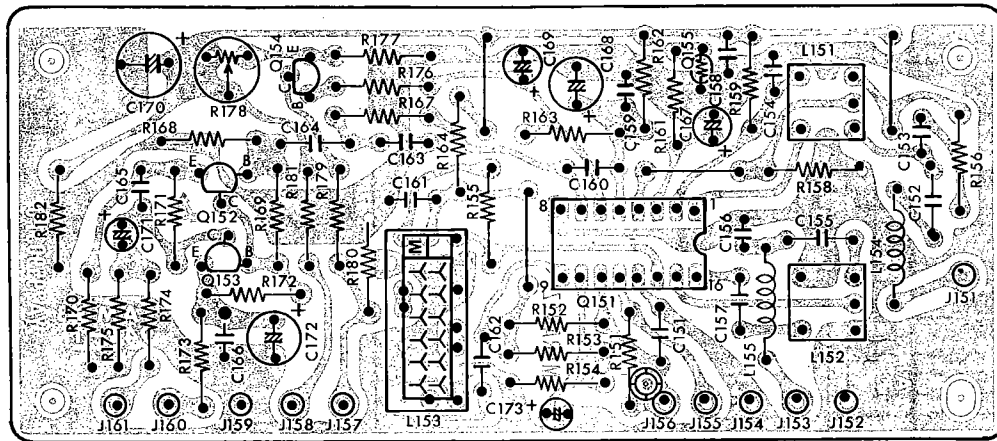 Q154
E
C
B
R177
R176
R167
C170
R178
C169
C168
R162
Q155
C158
R159
C154
L151
C159
R161
C167
R163
R168
C164
C163
R164
C153
R156
E
B
C
Q152
C165
R171
R182
C171
R169
R181
R179
C161
R155
C160
R158
C152
8
1
C156
C155
L154
C
E
B
Q153
R172
R180
M
9
16
Q151
C157
L155
J151
R170
R175
R174
R173
C166
C172
C162
R152
R153
R154
R151
C151
L152
L153
C173
J161
J160
J159
J158
J157
J156
J155
J154
J153
J152